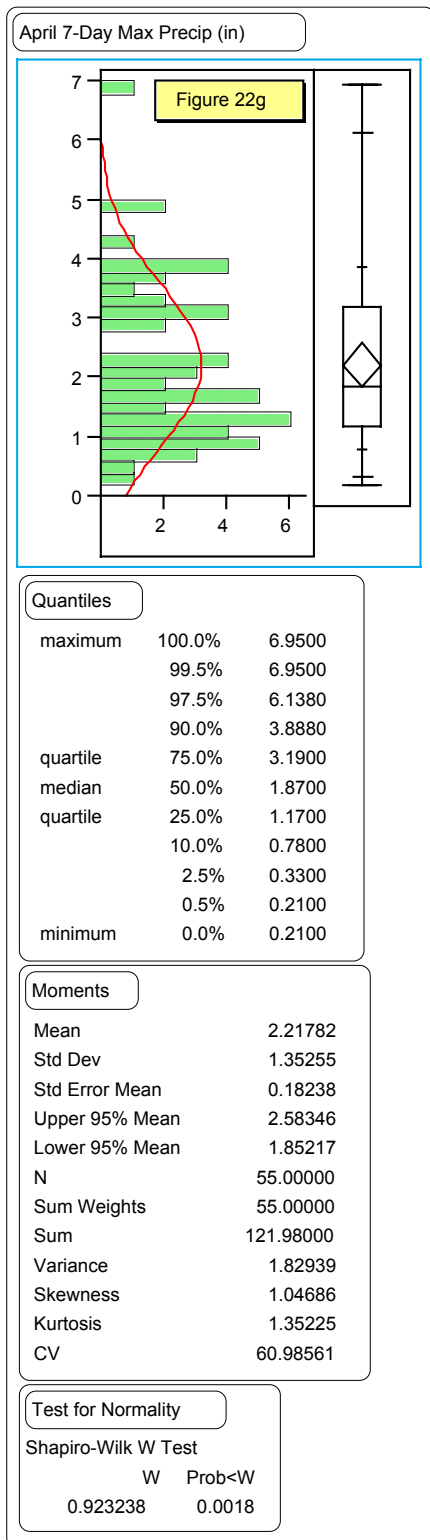 April 7-Day Max Precip (in)
Figure 22g
7
6
5
4
3
2
1
0
2 4 6
Quantiles
maximum 100.0% 6.9500
99.5% 6.9500
97.5% 6.1380
90.0% 3.8880
quartile 75.0% 3.1900
median 50.0% 1.8700
quartile 25.0% 1.1700
10.0% 0.7800
2.5% 0.3300
0.5% 0.2100
minimum 0.0% 0.2100
Moments
Mean 2.21782
Std Dev 1.35255
Std Error Mean 0.18238
Upper 95% Mean 2.58346
Lower 95% Mean 1.85217
N 55.00000
Sum Weights 55.00000
Sum 121.98000
Variance 1.82939
Skewness 1.04686
Kurtosis 1.35225
CV 60.98561
Test for Normality
Shapiro-Wilk W Test
W Prob<W
0.923238 0.0018